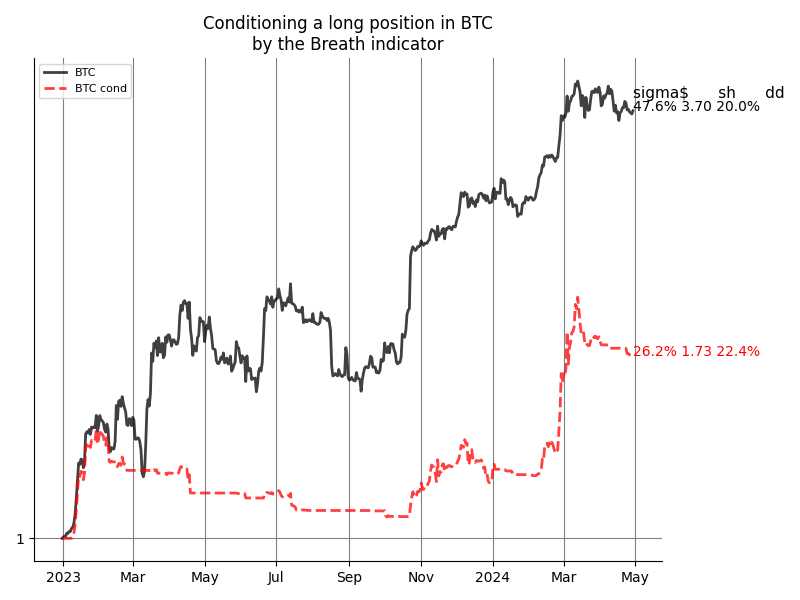 Conditioning a long position in BTC
by the Breath indicator
BTC
BTC cond
sigma$ sh dd
47.6% 3.70 20.0%
26.2% 1.73 22.4%
1
2023 Mar May Jul Sep Nov 2024 Mar May